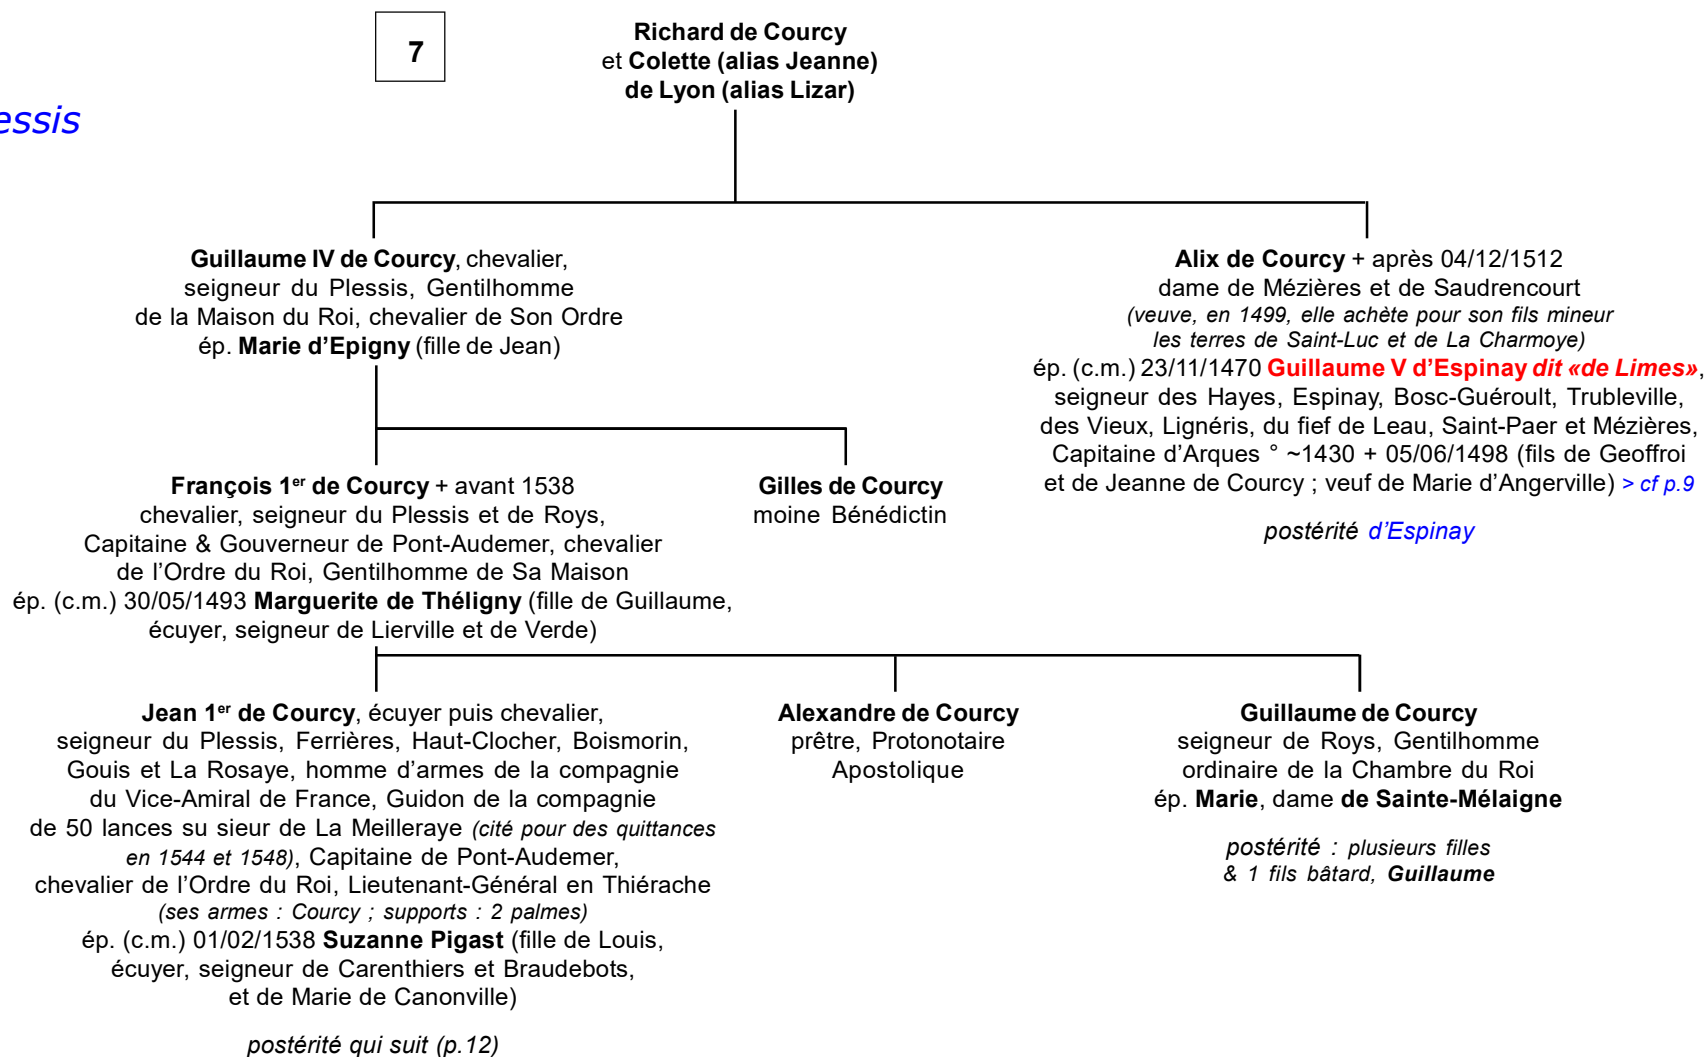 7
Richard de Courcy
et Colette (alias Jeanne)
de Lyon (alias Lizar)
essis
Guillaume IV de Courcy, chevalier,
seigneur du Plessis, Gentilhomme
de la Maison du Roi, chevalier de Son Ordre
ép. Marie d’Epigny (fille de Jean)
Alix de Courcy + après 04/12/1512
dame de Mézières et de Saudrencourt
(veuve, en 1499, elle achète pour son fils mineur
les terres de Saint-Luc et de La Charmoye)
ép. (c.m.) 23/11/1470 Guillaume V d’Espinay dit «de Limes»,
seigneur des Hayes, Espinay, Bosc-Guéroult, Trubleville,
des Vieux, Lignéris, du fief de Leau, Saint-Paer et Mézières,
Capitaine d’Arques ° ~1430 + 05/06/1498 (fils de Geoffroi
et de Jeanne de Courcy ; veuf de Marie d’Angerville) > cf p.9
postérité d’Espinay
François 1er de Courcy + avant 1538
chevalier, seigneur du Plessis et de Roys,
Capitaine & Gouverneur de Pont-Audemer, chevalier
de l’Ordre du Roi, Gentilhomme de Sa Maison
ép. (c.m.) 30/05/1493 Marguerite de Théligny (fille de Guillaume,
écuyer, seigneur de Lierville et de Verde)
Gilles de Courcy
moine Bénédictin
Jean 1er de Courcy, écuyer puis chevalier,
seigneur du Plessis, Ferrières, Haut-Clocher, Boismorin,
Gouis et La Rosaye, homme d’armes de la compagnie
du Vice-Amiral de France, Guidon de la compagnie
de 50 lances su sieur de La Meilleraye (cité pour des quittances
en 1544 et 1548), Capitaine de Pont-Audemer,
chevalier de l’Ordre du Roi, Lieutenant-Général en Thiérache
(ses armes : Courcy ; supports : 2 palmes)
ép. (c.m.) 01/02/1538 Suzanne Pigast (fille de Louis,
écuyer, seigneur de Carenthiers et Braudebots,
et de Marie de Canonville)
postérité qui suit (p.12)
Alexandre de Courcy
prêtre, Protonotaire
Apostolique
Guillaume de Courcy
seigneur de Roys, Gentilhomme
ordinaire de la Chambre du Roi
ép. Marie, dame de Sainte-Mélaigne
postérité : plusieurs filles
& 1 fils bâtard, Guillaume